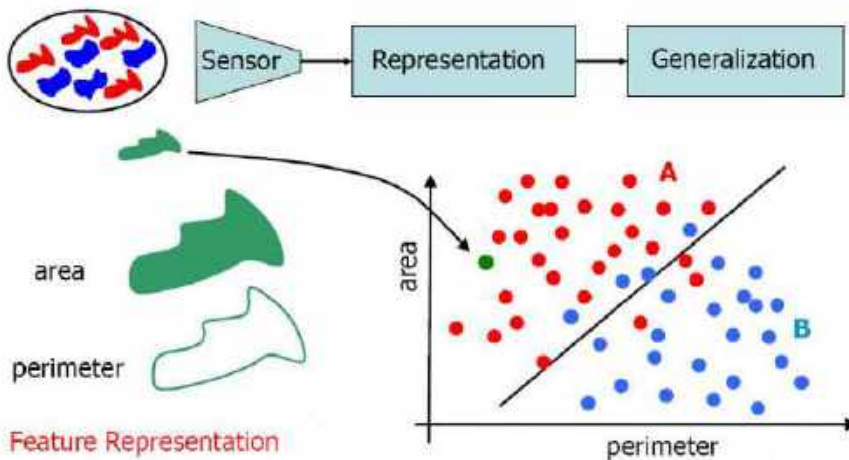 Sensor
Representation
Generalization
area
perimeter
Feature Representation
area
A
B
perimeter